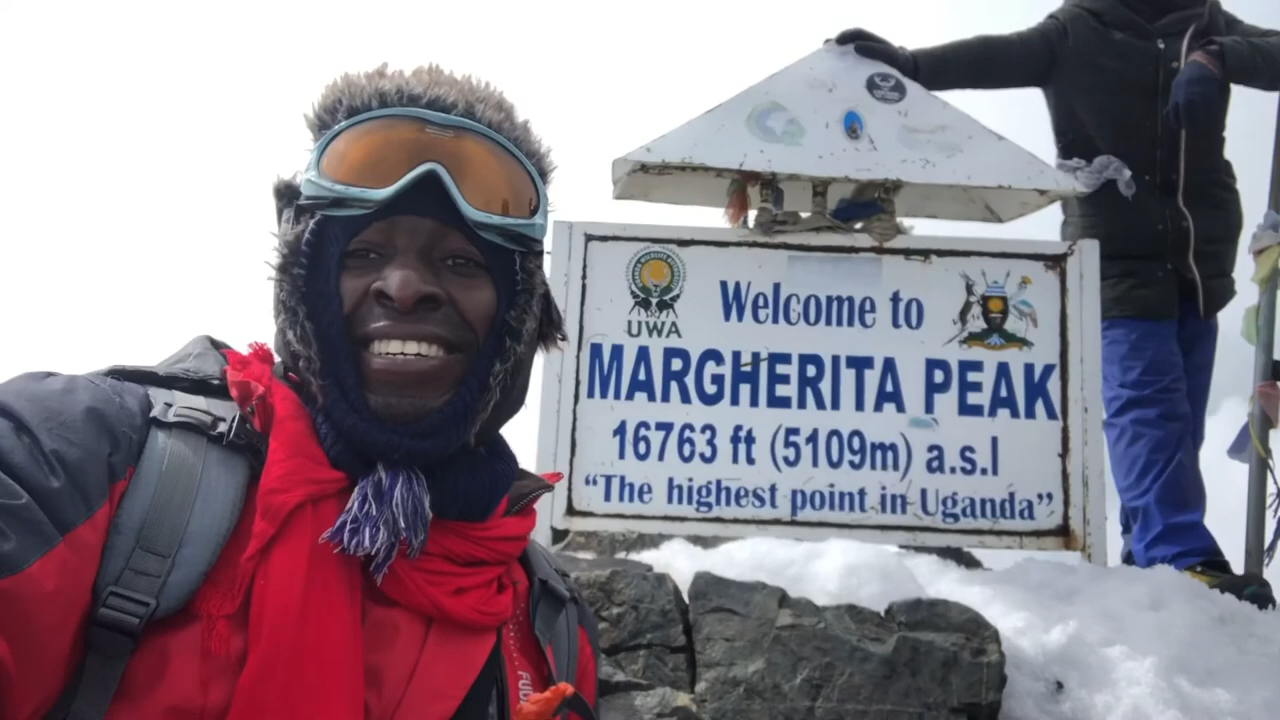 UWA
Welcome to
MARGHERITA PEAK
16763 ft (5109m) a.s.l
“The highest point in Uganda”